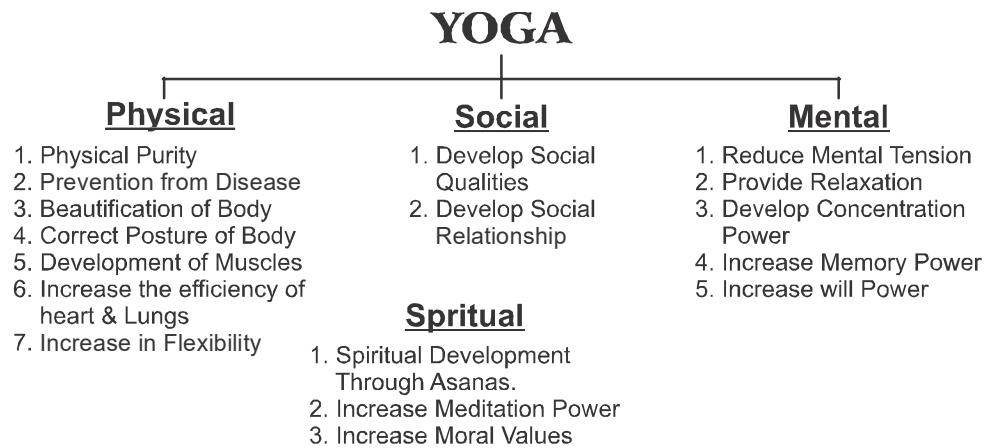 YOGA
Physical
1. Physical Purity
2. Prevention from Disease
3. Beautification of Body
4. Correct Posture of Body
5. Development of Muscles
6. Increase the efficiency of
heart & Lungs
7. Increase in Flexibility
Social
1. Develop Social
Qualities
2. Develop Social
Relationship
Mental
1. Reduce Mental Tension
2. Provide Relaxation
3. Develop Concentration
Power
4. Increase Memory Power
5. Increase will Power
Spritual
1. Spiritual Development
Through Asanas.
2. Increase Meditation Power
3. Increase Moral Values